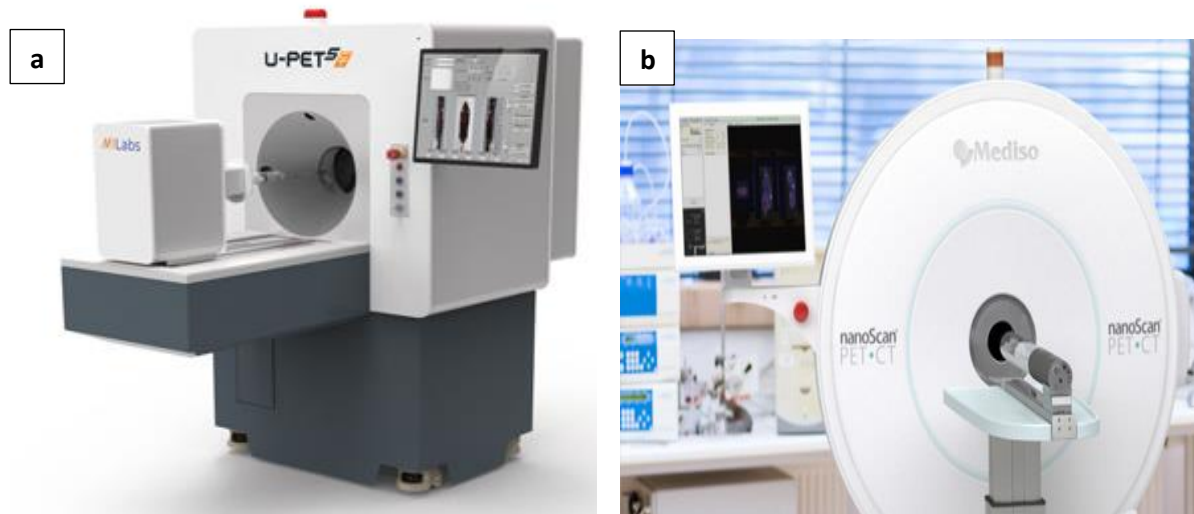 a
U-PET5
MILabs
b
Mediso
nanoScan®
PET•CT
nanoScan®
PET•CT